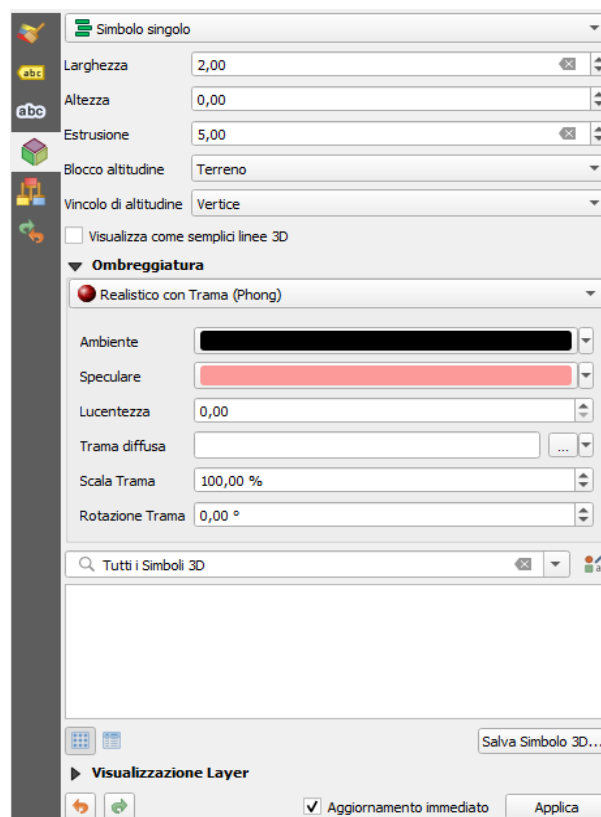 Simbolo singolo
abc
Larghezza 2,00
abc
Altezza 0,00
Estrusione 5,00
Blocco altitudine Terreno
Vincolo di altitudine Vertice
Visualizza come semplici linee 3D
Ombreggiatura
Realistico con Trama (Phong)
Ambiente
Speculare
Lucentezza 0,00
Trama diffusa ...
Scala Trama 100,00 %
Rotazione Trama 0,00 °
Tutti i Simboli 3D
Salva Simbolo 3D...
Visualizzazione Layer
Aggiornamento immediato Applica